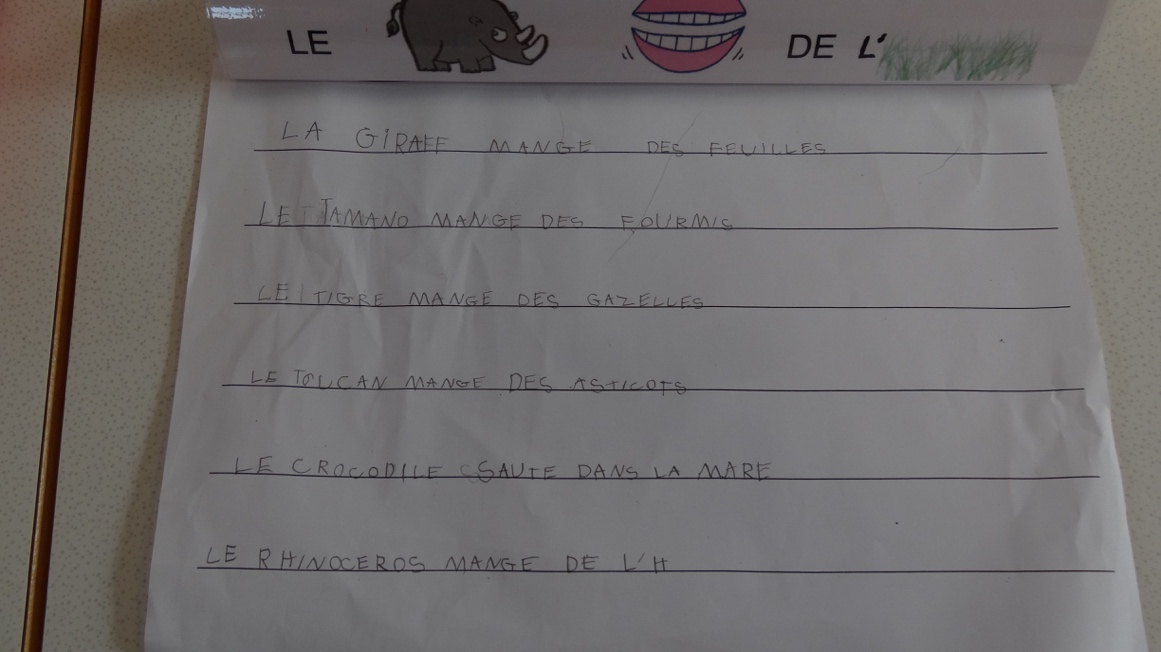 LE DE L'
LA GIRAFF MANGE DES FEUILLES
LE TAMANO MANGE DES FOURMIS
LE TIGRE MANGE DES GAZELLES
LE TOUCAN MANGE DES ASTICOTS
LE CROCODILE SAUTE DANS LA MARE
LE RHINOCEROS MANGE DE L'H